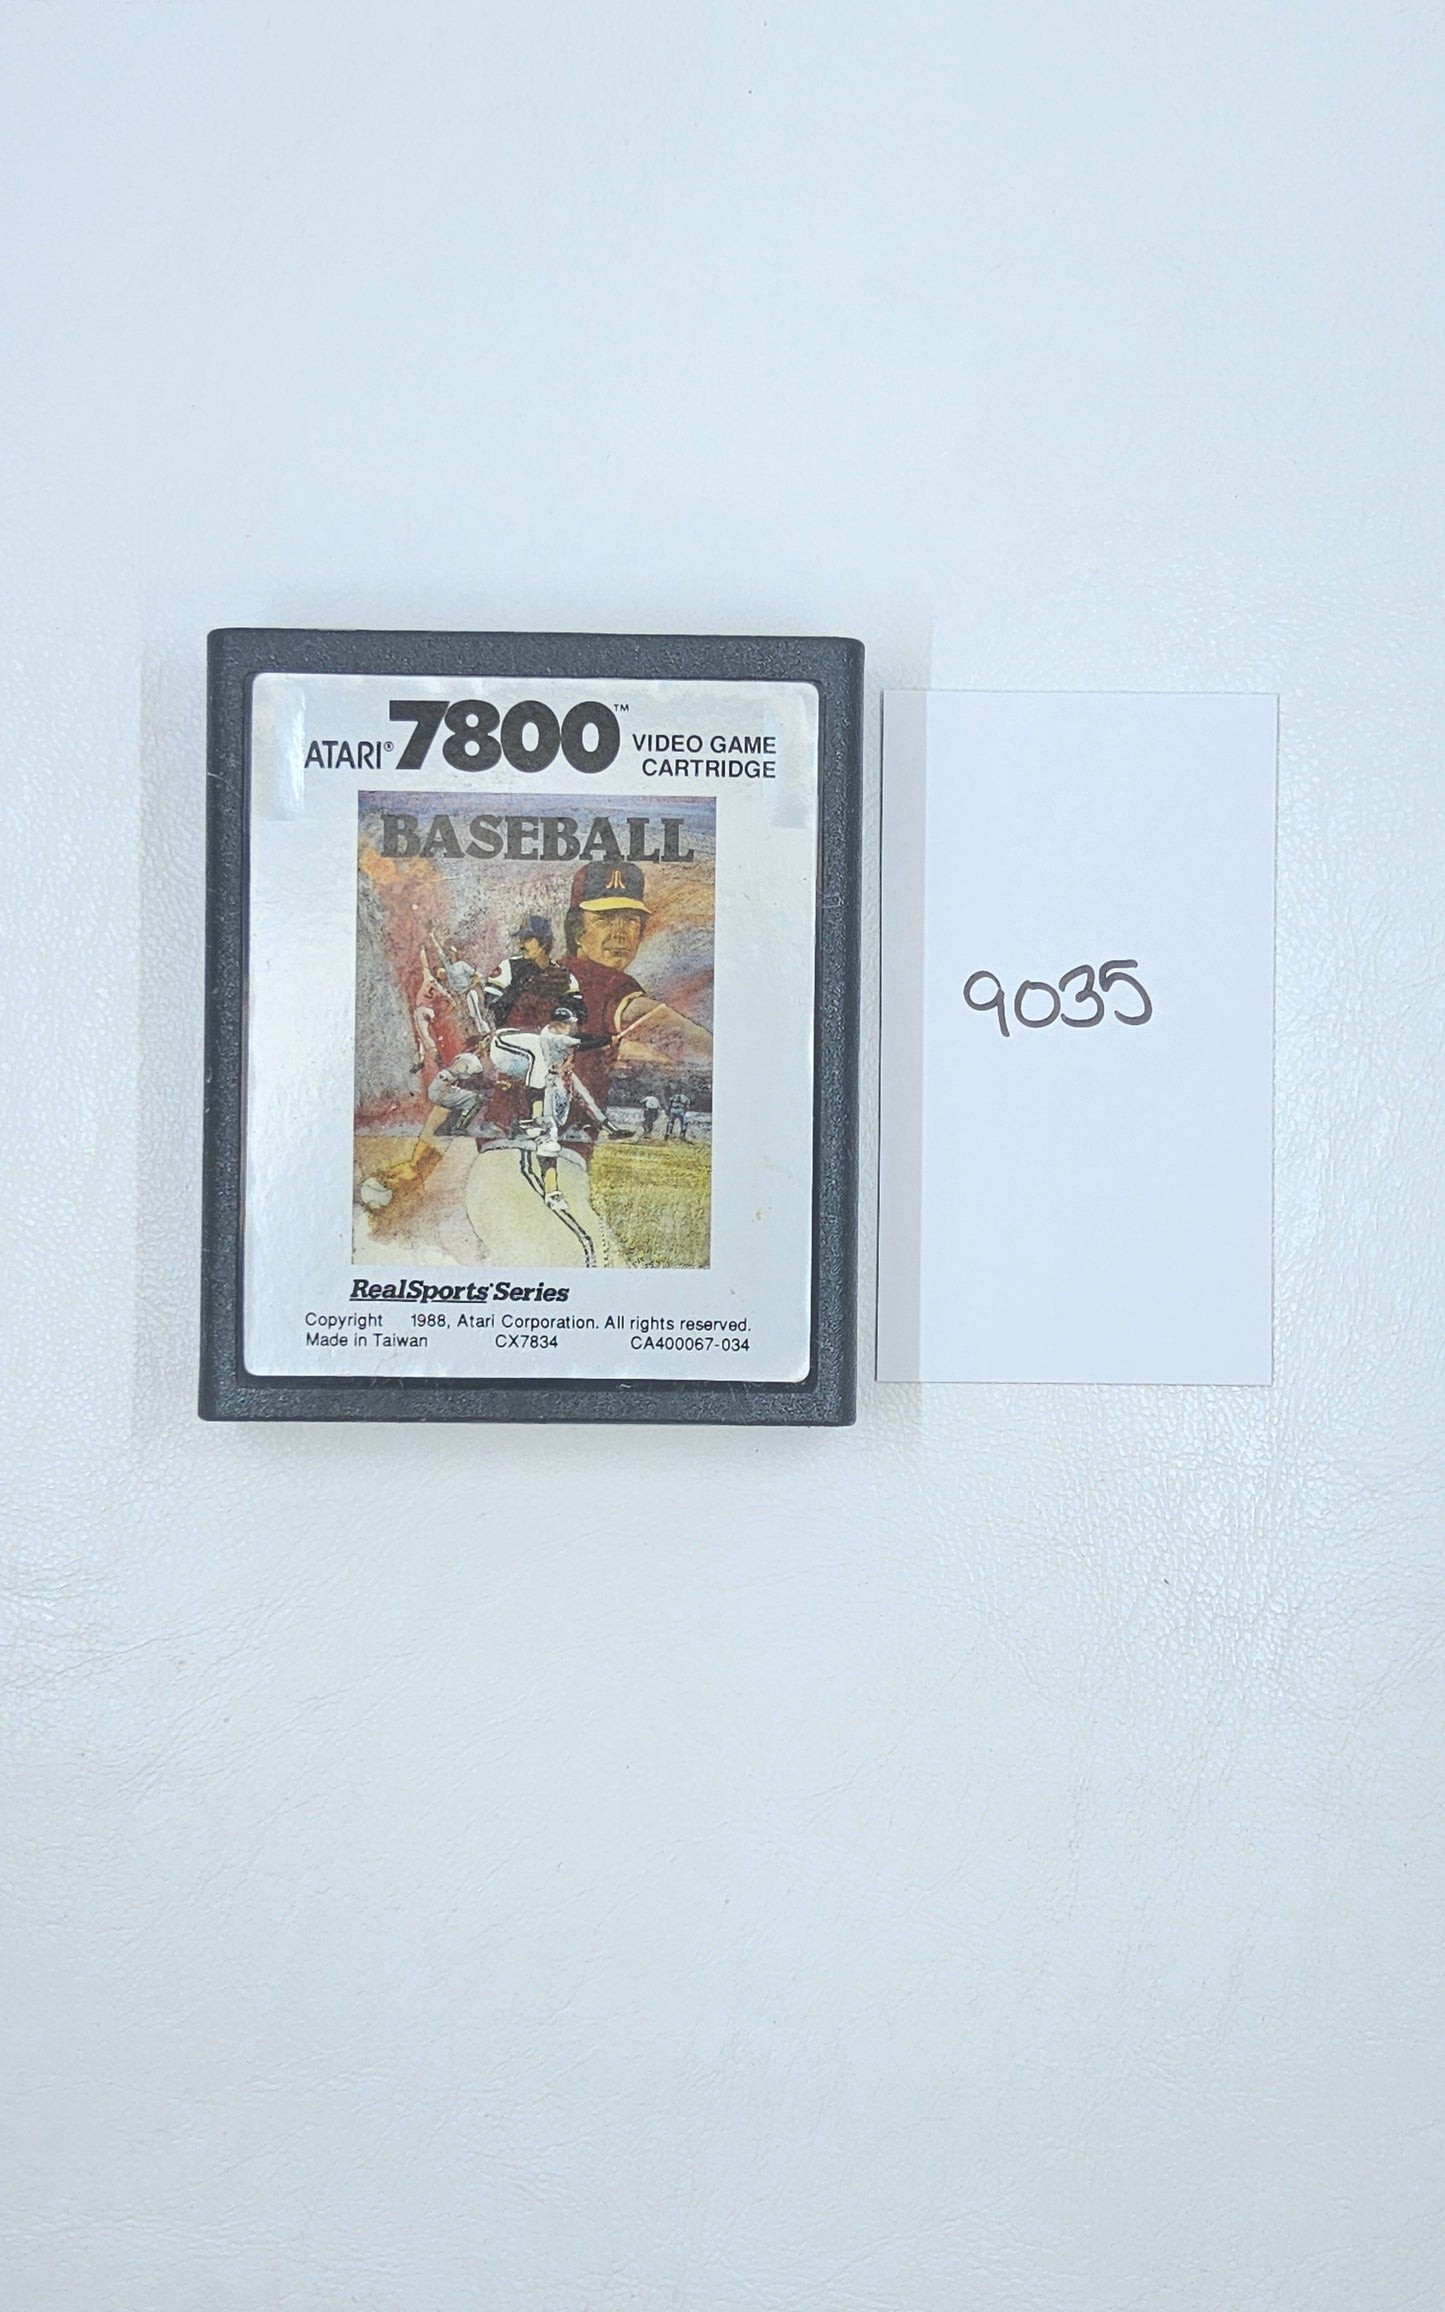 ATARI® 7800™ VIDEO GAME
CARTRIDGE
BASEBALL
RealSports Series
Copyright 1988, Atari Corporation. All rights reserved.
Made in Taiwan CX7834 CA400067-034
9035